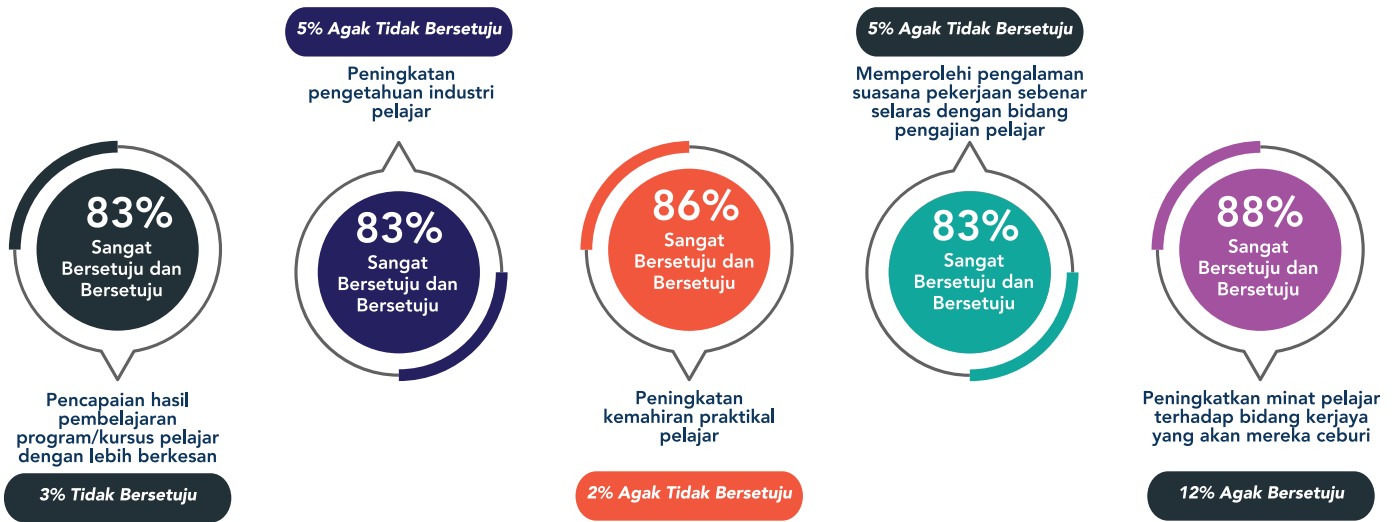 83%
Sangat
Bersetuju dan
Bersetuju
Pencapaian hasil
pembelajaran
program/kursus pelajar
dengan lebih berkesan
3% Tidak Bersetuju
5% Agak Tidak Bersetuju
Peningkatan
pengetahuan industri
pelajar
83%
Sangat
Bersetuju dan
Bersetuju
86%
Sangat
Bersetuju dan
Bersetuju
Peningkatan
kemahiran praktikal
pelajar
2% Agak Tidak Bersetuju
5% Agak Tidak Bersetuju
Memperolehi pengalaman
suasana pekerjaan sebenar
selaras dengan bidang
pengajian pelajar
83%
Sangat
Bersetuju dan
Bersetuju
88%
Sangat
Bersetuju dan
Bersetuju
Peningkatkan minat pelajar
terhadap bidang kerjaya
yang akan mereka ceburi
12% Agak Bersetuju